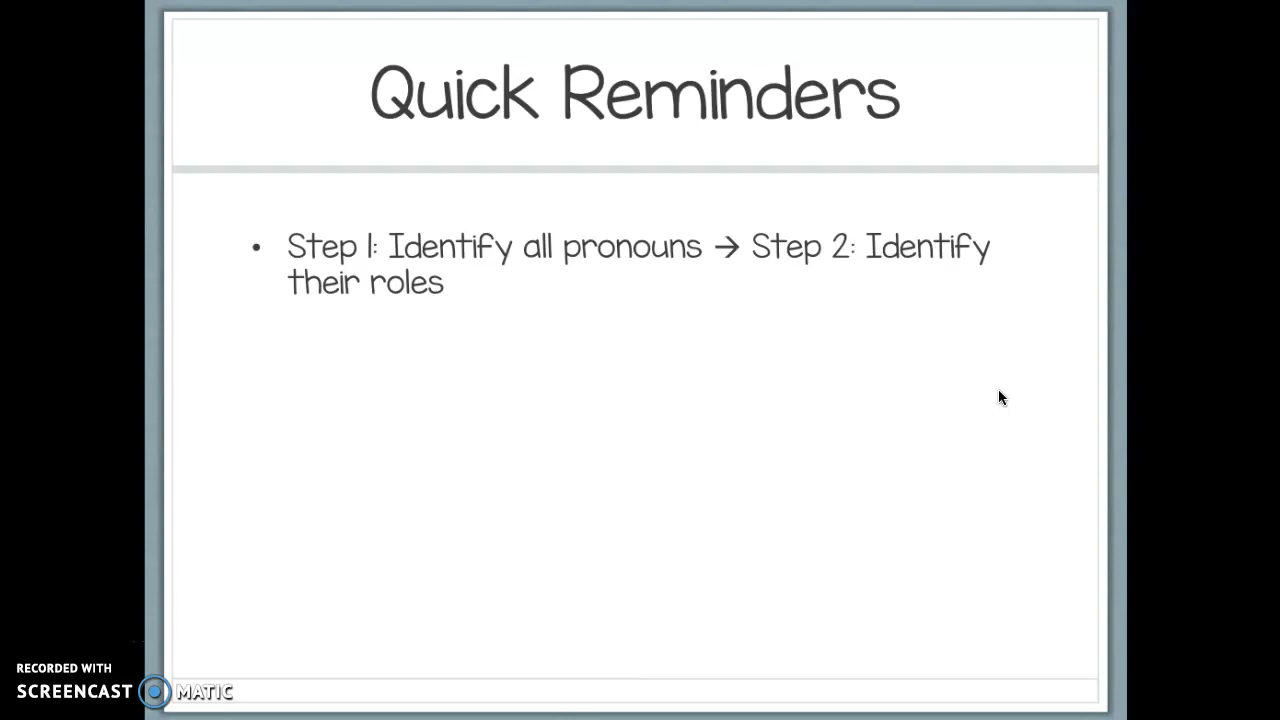 Quick Reminders
• Step 1: Identify all pronouns → Step 2: Identify
their roles
RECORDED WITH
SCREENCAST MATIC